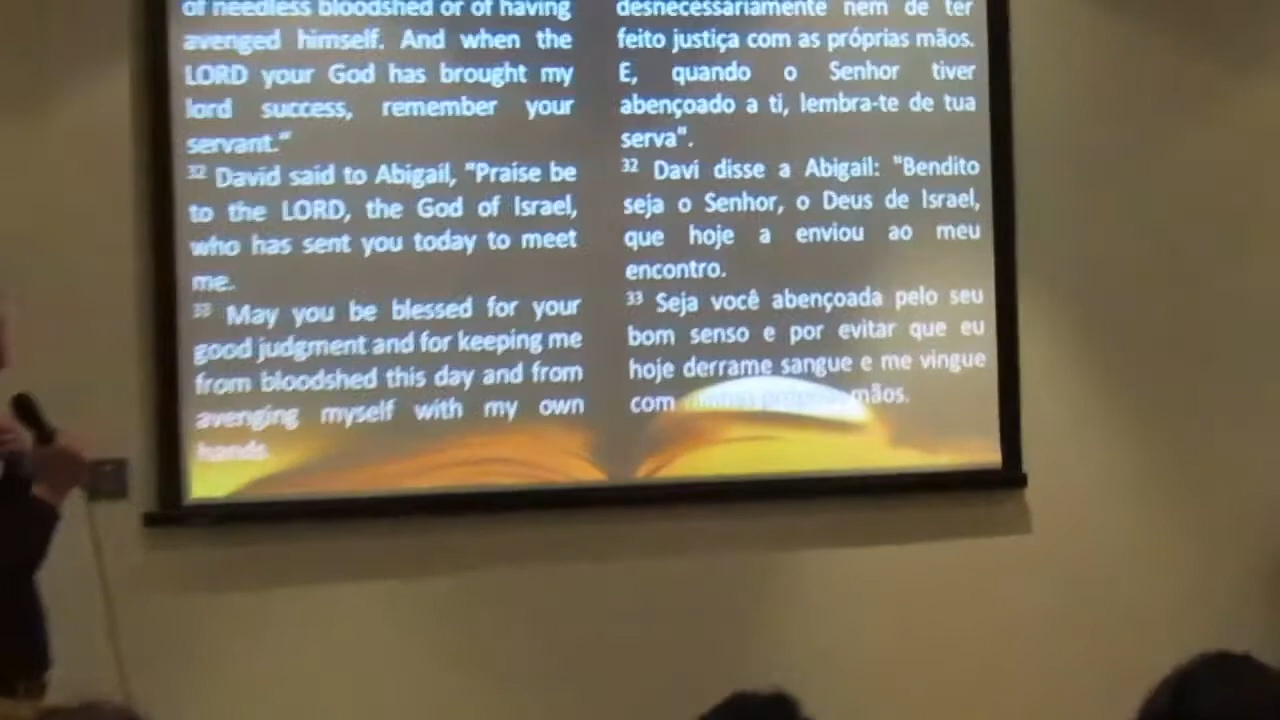 of needless bloodshed or of having
avenged himself. And when the
LORD your God has brought my
lord success, remember your
servant."
32 David said to Abigail, "Praise be
to the LORD, the God of Israel,
who has sent you today to meet
me.
33 May you be blessed for your
good judgment and for keeping me
from bloodshed this day and from
avenging myself with my own
hands.
desnecessariamente nem de ter
feito justiça com as próprias mãos.
E, quando o Senhor tiver
abençoado a ti, lembra-te de tua
serva".
32 Davi disse a Abigail: "Bendito
seja o Senhor, o Deus de Israel,
que hoje a enviou ao meu
encontro.
33 Seja você abençoada pelo seu
bom senso e por evitar que eu
hoje derrame sangue e me vingue
com minhas próprias mãos.